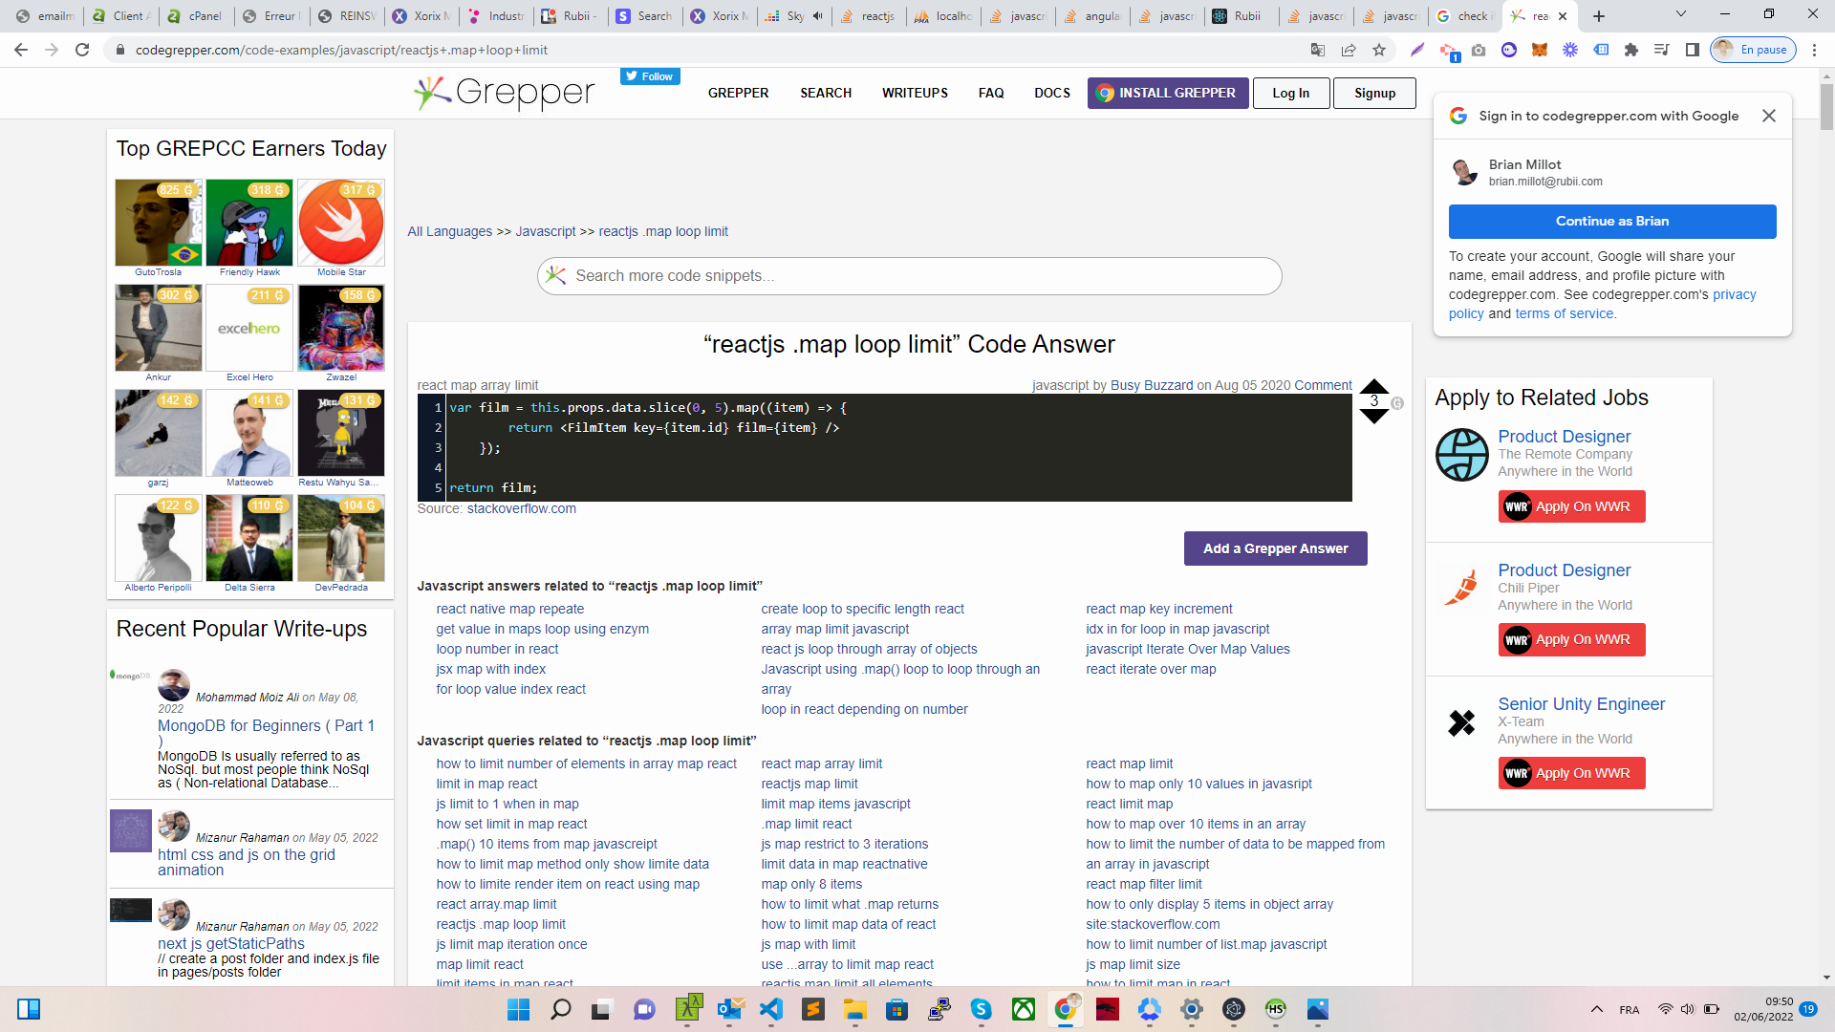 emailm
Client A
cPanel
Erreur l
REINSW
Xorix M
Industr
Rubii -
Search
Xorix M
Sky
reactjs
localho
javascri
angular
javascri
Rubii
javascri
javascri
check i
rea
codegrepper.com/code-examples/javascript/reactjs+.map+loop+limit
1
En pause
Grepper
Follow
GREPPER SEARCH WRITEUPS FAQ DOCS INSTALL GREPPER Log In Signup
Top GREPCC Earners Today
825 G 318 G 317 G
GutoTrosla Friendly Hawk Mobile Star
302 G 211 G 158 G
excelhero
Ankur Excel Hero Zwazel
142 G 141 G 131 G
garzj Matteoweb Restu Wahyu Sa...
122 G 110 G 104 G
Alberto Peripolli Delta Sierra DevPedrada
Recent Popular Write-ups
mongoDB
Mohammad Moiz Ali on May 08,
2022
MongoDB for Beginners ( Part 1
)
MongoDB Is usually referred to as
NoSql. but most people think NoSql
as ( Non-relational Database...
Mizanur Rahaman on May 05, 2022
html css and js on the grid
animation
Mizanur Rahaman on May 05, 2022
next js getStaticPaths
// create a post folder and index.js file
in pages/posts folder
All Languages >> Javascript >> reactjs .map loop limit
Search more code snippets...
“reactjs .map loop limit” Code Answer
react map array limit
javascript by Busy Buzzard on Aug 05 2020 Comment
3
1 var film = this.props.data.slice(0, 5).map((item) => {
2 return <FilmItem key={item.id} film={item} />
3 });
4
5 return film;
Source: stackoverflow.com
Add a Grepper Answer
Javascript answers related to “reactjs .map loop limit”
react native map repeate
get value in maps loop using enzym
loop number in react
jsx map with index
for loop value index react
create loop to specific length react
array map limit javascript
react js loop through array of objects
Javascript using .map() loop to loop through an
array
loop in react depending on number
react map key increment
idx in for loop in map javascript
javascript Iterate Over Map Values
react iterate over map
Javascript queries related to “reactjs .map loop limit”
how to limit number of elements in array map react
limit in map react
js limit to 1 when in map
how set limit in map react
.map() 10 items from map javascreipt
how to limit map method only show limite data
how to limite render item on react using map
react array.map limit
reactjs .map loop limit
js limit map iteration once
map limit react
limit items in map react
react map array limit
reactjs map limit
limit map items javascript
.map limit react
js map restrict to 3 iterations
limit data in map reactnative
map only 8 items
how to limit what .map returns
how to limit map data of react
js map with limit
use ...array to limit map react
reactjs map limit all elements
react map limit
how to map only 10 values in javasript
react limit map
how to map over 10 items in an array
how to limit the number of data to be mapped from
an array in javascript
react map filter limit
how to only display 5 items in object array
site:stackoverflow.com
how to limit number of list.map javascript
js map limit size
how to limit map in react
Sign in to codegrepper.com with Google
Brian Millot
brian.millot@rubii.com
Continue as Brian
To create your account, Google will share your
name, email address, and profile picture with
codegrepper.com. See codegrepper.com's privacy
policy and terms of service.
Apply to Related Jobs
Product Designer
The Remote Company
Anywhere in the World
WWR Apply On WWR
Product Designer
Chili Piper
Anywhere in the World
WWR Apply On WWR
Senior Unity Engineer
X-Team
Anywhere in the World
WWR Apply On WWR
HS
FRA
09:50
02/06/2022
19